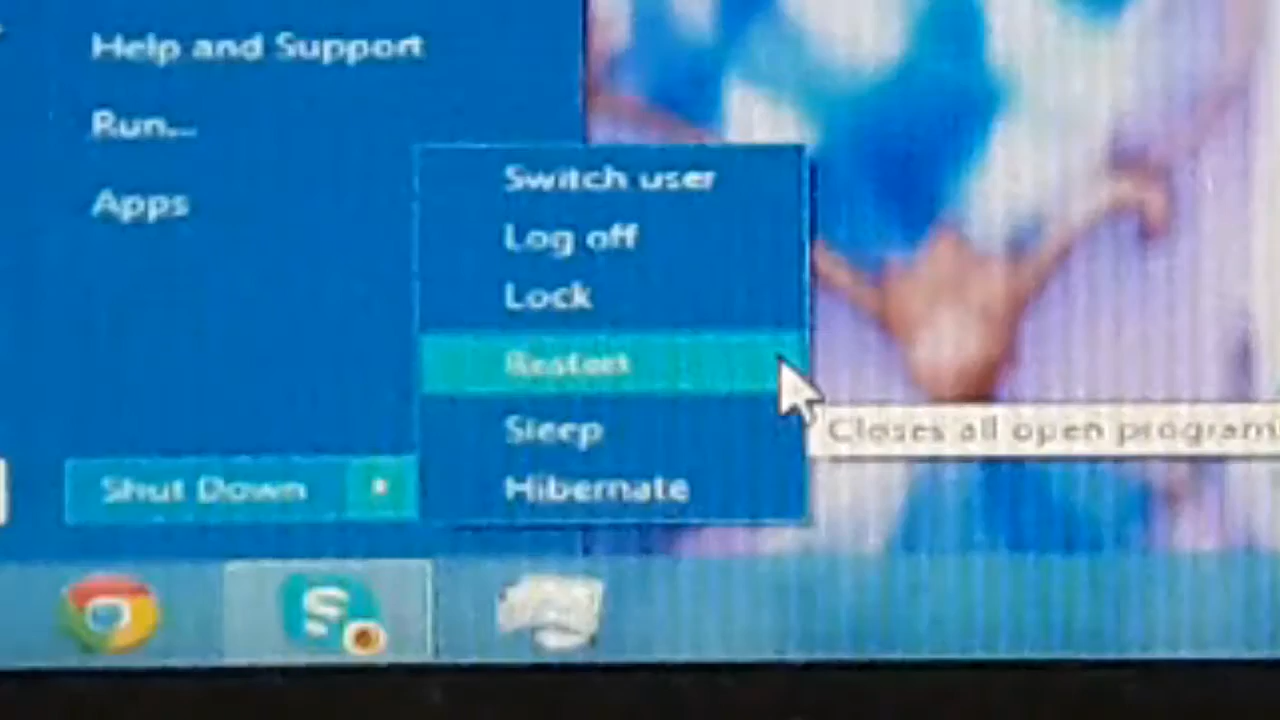 Help and Support
Run...
Apps
Switch user
Log off
Lock
Restart
Closes all open program
Sleep
Shut Down
Hibernate
S